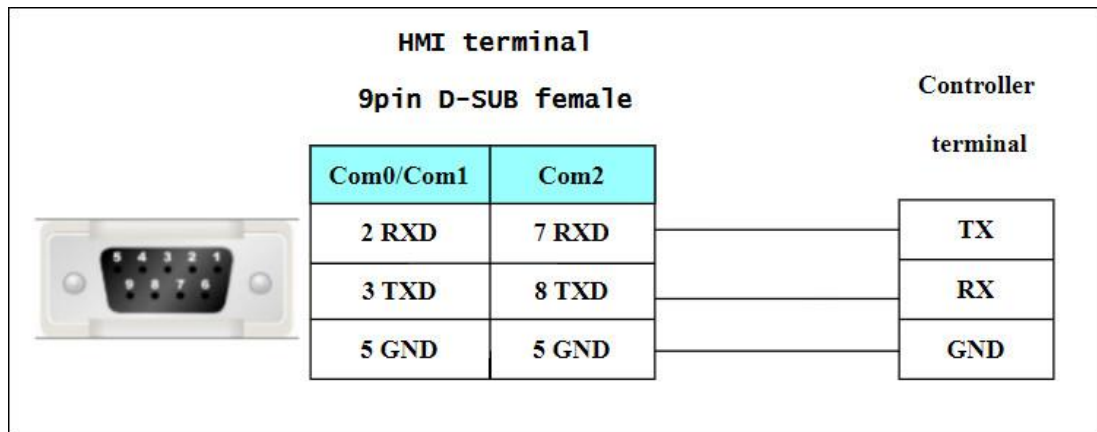 HMI terminal
9pin D-SUB female
Controller
terminal
Com0/Com1 Com2
2 RXD 7 RXD TX
3 TXD 8 TXD RX
5 GND 5 GND GND
5 4 3 2 1
9 8 7 6